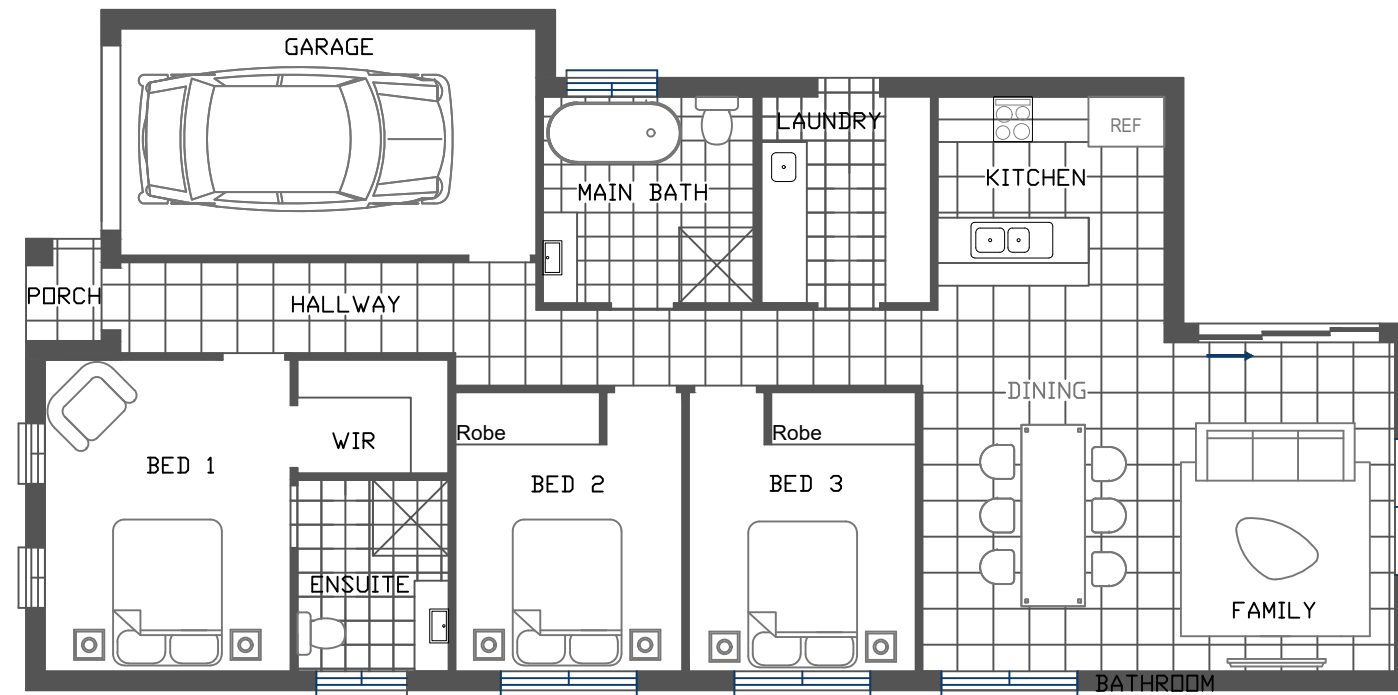 GARAGE
LAUNDRY
REF
KITCHEN
MAIN BATH
PORCH
HALLWAY
DINING
Robe
Robe
WIR
BED 1
BED 2
BED 3
ENSUITE
FAMILY
BATHROOM